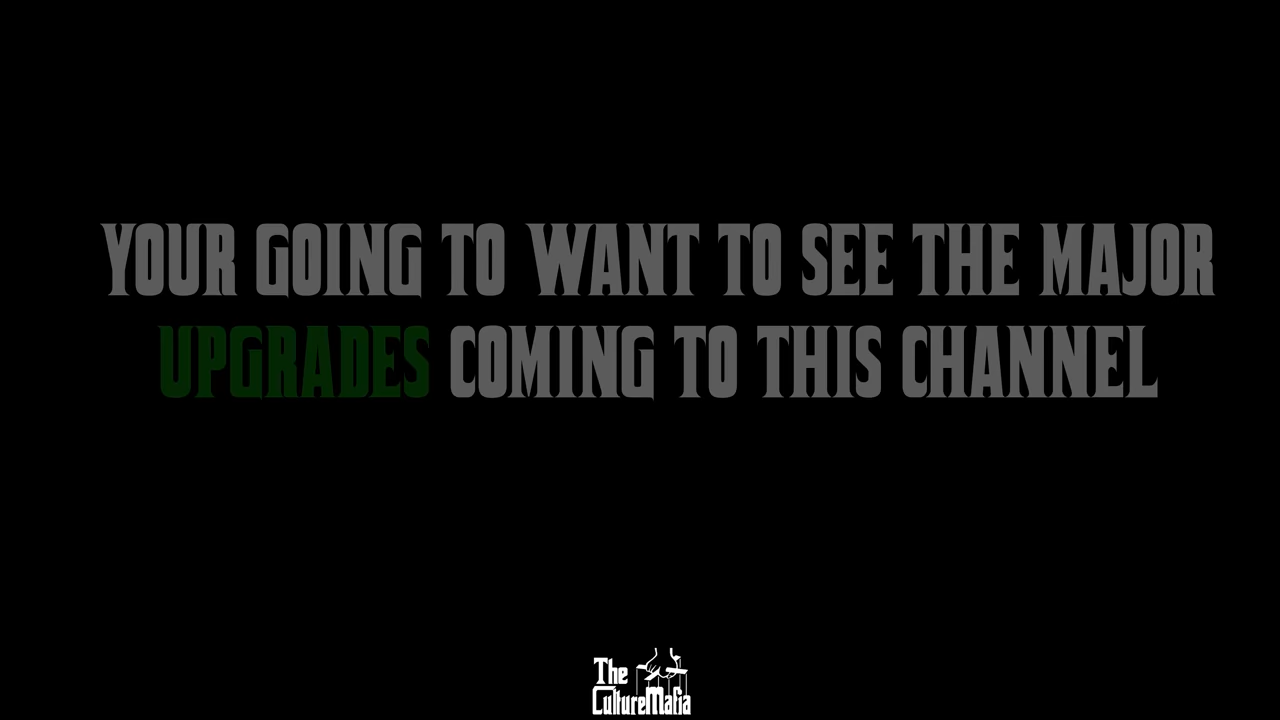 YOUR GOING TO WANT TO SEE THE MAJOR
UPGRADES COMING TO THIS CHANNEL
The
CultureMafia